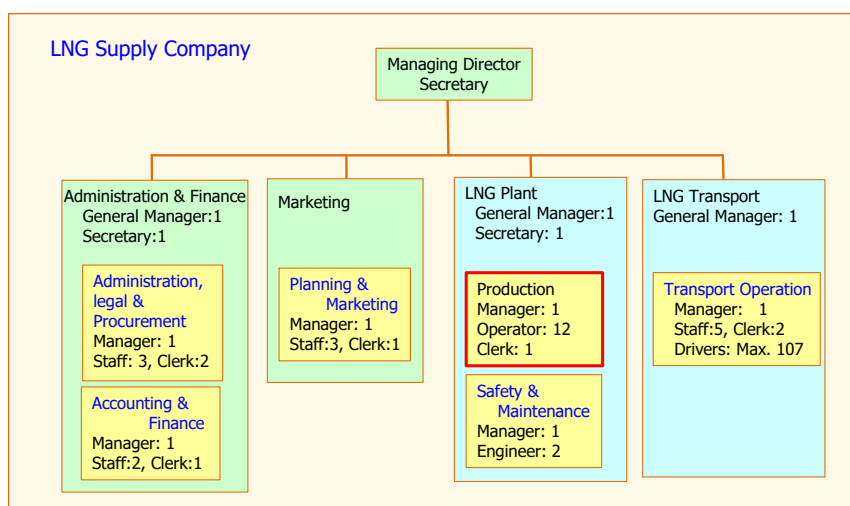 LNG Supply Company
Managing Director
Secretary
Administration & Finance
General Manager:1
Secretary:1
Administration,
legal &
Procurement
Manager: 1
Staff: 3, Clerk:2
Accounting &
Finance
Manager: 1
Staff:2, Clerk:1
Marketing
Planning &
Marketing
Manager: 1
Staff:3, Clerk:1
LNG Plant
General Manager:1
Secretary: 1
Production
Manager: 1
Operator: 12
Clerk: 1
Safety &
Maintenance
Manager: 1
Engineer: 2
LNG Transport
General Manager: 1
Transport Operation
Manager: 1
Staff:5, Clerk:2
Drivers: Max. 107